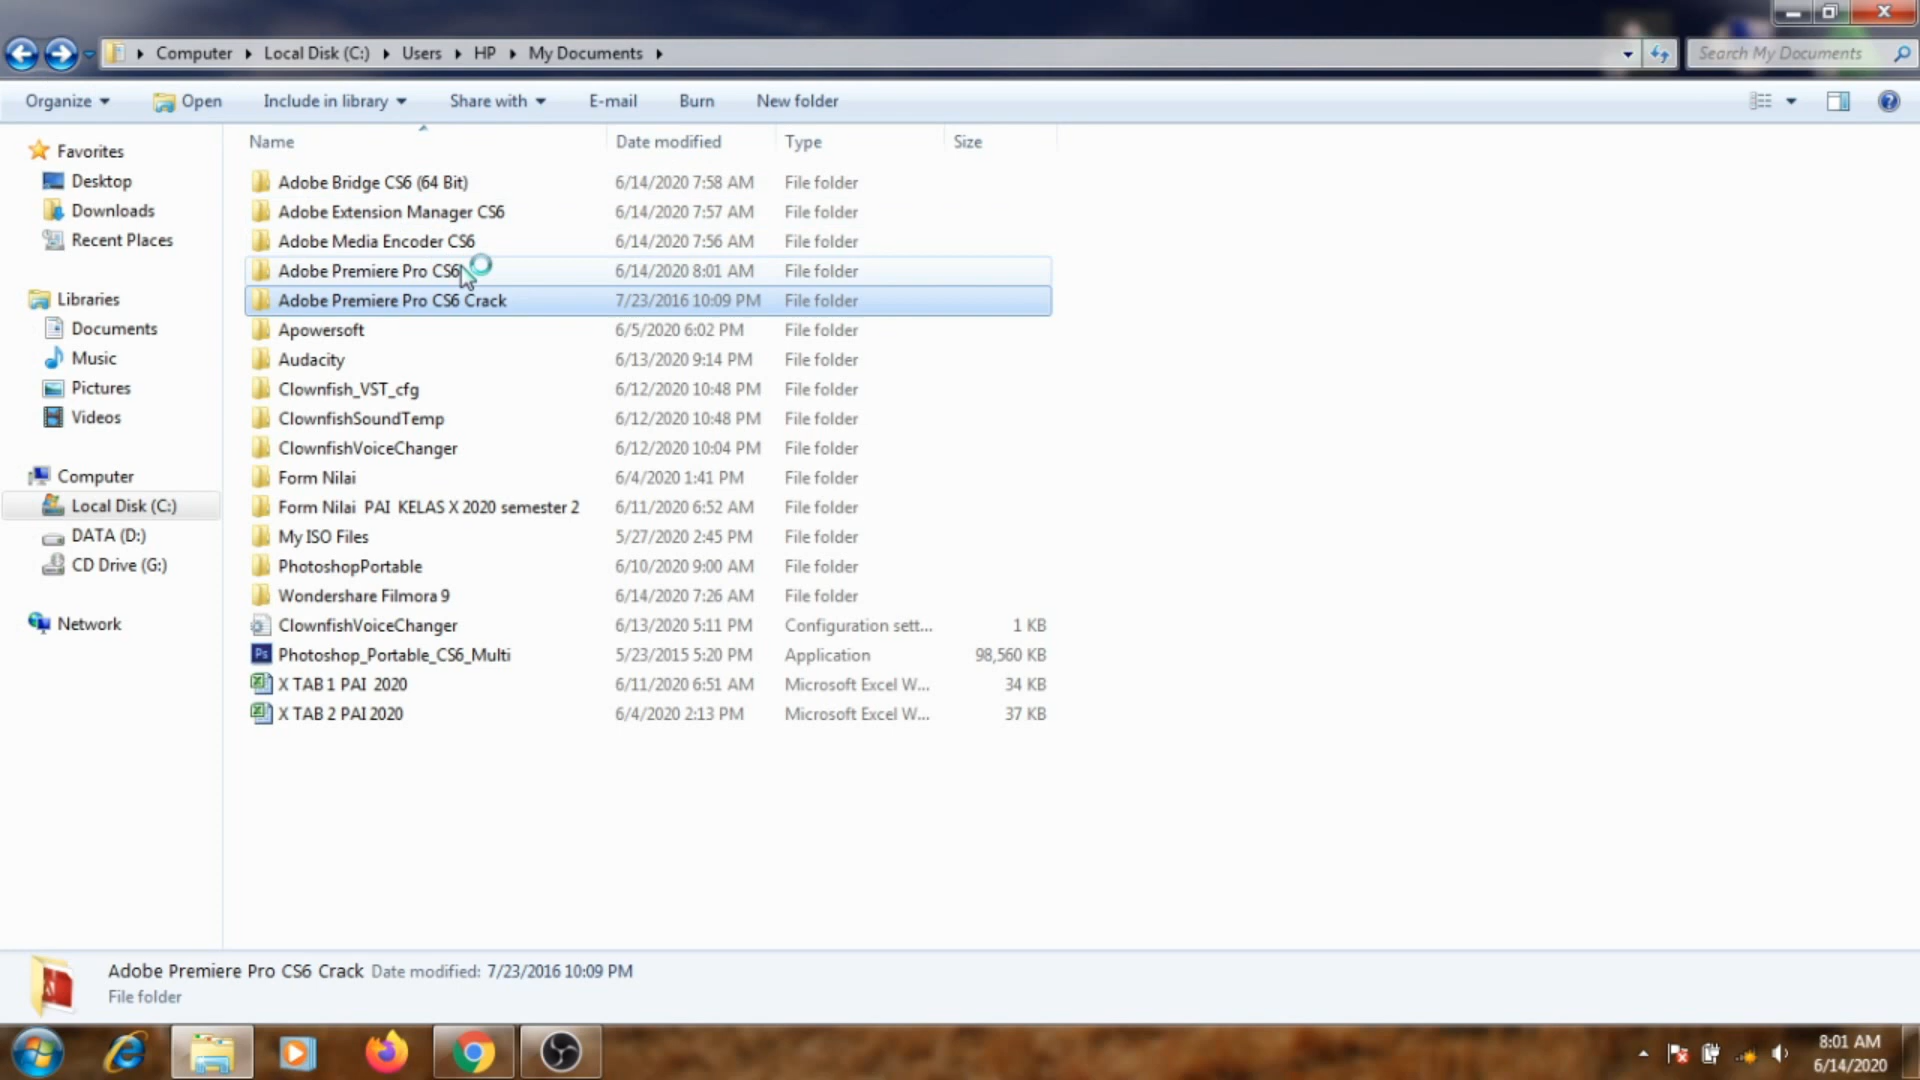 Computer Local Disk (C:) Users HP My Documents Search My Documents
Organize Open Include in library Share with E-mail Burn New folder
Name Date modified Type Size
Favorites
Desktop
Downloads
Recent Places
Libraries
Documents
Music
Pictures
Videos
Computer
Local Disk (C:)
DATA (D:)
CD Drive (G:)
Network
Adobe Bridge CS6 (64 Bit) 6/14/2020 7:58 AM File folder
Adobe Extension Manager CS6 6/14/2020 7:57 AM File folder
Adobe Media Encoder CS6 6/14/2020 7:56 AM File folder
Adobe Premiere Pro CS6 6/14/2020 8:01 AM File folder
Adobe Premiere Pro CS6 Crack 7/23/2016 10:09 PM File folder
Apowersoft 6/5/2020 6:02 PM File folder
Audacity 6/13/2020 9:14 PM File folder
Clownfish_VST_cfg 6/12/2020 10:48 PM File folder
ClownfishSoundTemp 6/12/2020 10:48 PM File folder
ClownfishVoiceChanger 6/12/2020 10:04 PM File folder
Form Nilai 6/4/2020 1:41 PM File folder
Form Nilai PAI KELAS X 2020 semester 2 6/11/2020 6:52 AM File folder
My ISO Files 5/27/2020 2:45 PM File folder
PhotoshopPortable 6/10/2020 9:00 AM File folder
Wondershare Filmora 9 6/14/2020 7:26 AM File folder
ClownfishVoiceChanger 6/13/2020 5:11 PM Configuration sett... 1 KB
Ps Photoshop_Portable_CS6_Multi 5/23/2015 5:20 PM Application 98,560 KB
X TAB 1 PAI 2020 6/11/2020 6:51 AM Microsoft Excel W... 34 KB
X TAB 2 PAI 2020 6/4/2020 2:13 PM Microsoft Excel W... 37 KB
Adobe Premiere Pro CS6 Crack Date modified: 7/23/2016 10:09 PM
File folder
8:01 AM
6/14/2020